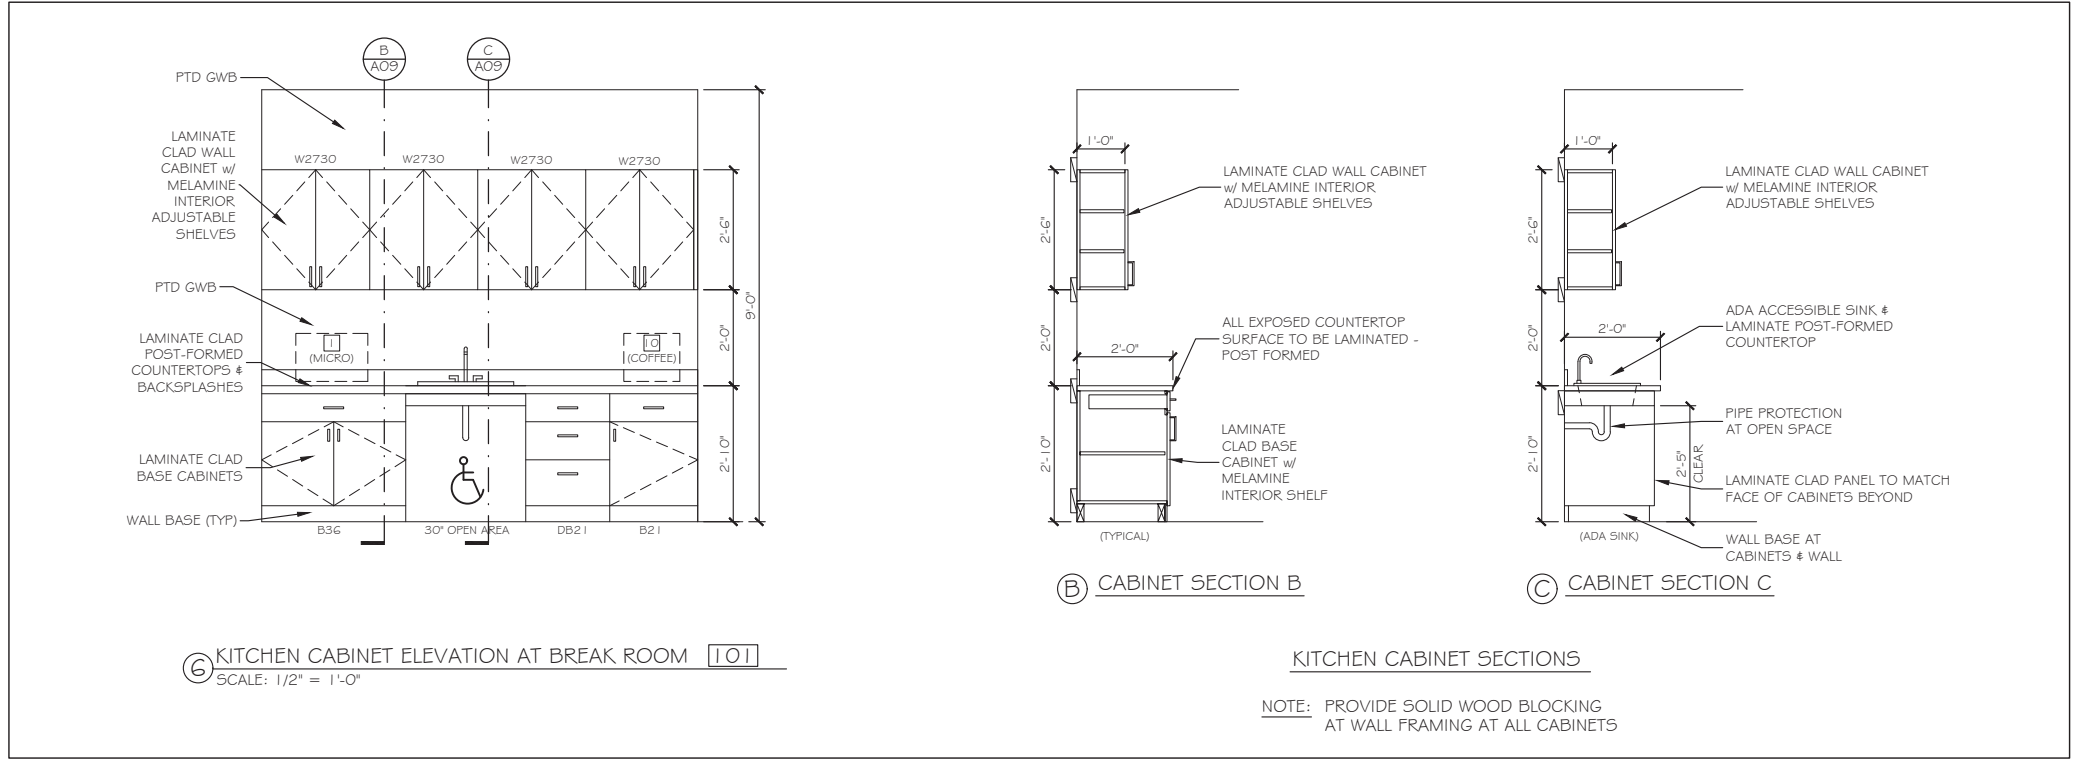 B
A09
C
A09
PTD GWB
LAMINATE
CLAD WALL
CABINET w/
MELAMINE
INTERIOR
ADJUSTABLE
SHELVES
W2730
W2730
W2730
W2730
PTD GWB
LAMINATE CLAD
POST-FORMED
COUNTERTOPS &
BACKSPLASHES
1
(MICRO)
10
(COFFEE)
LAMINATE CLAD
BASE CABINETS
WALL BASE (TYP)
B36
30" OPEN AREA
DB21
B21
2'-6"
2'-0"
2'-10"
9'-0"
6
KITCHEN CABINET ELEVATION AT BREAK ROOM 101
SCALE: 1/2" = 1'-0"
1'-0"
2'-6"
2'-0"
2'-10"
2'-0"
LAMINATE CLAD WALL CABINET
w/ MELAMINE INTERIOR
ADJUSTABLE SHELVES
ALL EXPOSED COUNTERTOP
SURFACE TO BE LAMINATED -
POST FORMED
LAMINATE
CLAD BASE
CABINET w/
MELAMINE
INTERIOR SHELF
(TYPICAL)
B CABINET SECTION B
1'-0"
2'-6"
2'-0"
2'-10"
2'-0"
2'-5"
CLEAR
LAMINATE CLAD WALL CABINET
w/ MELAMINE INTERIOR
ADJUSTABLE SHELVES
ADA ACCESSIBLE SINK &
LAMINATE POST-FORMED
COUNTERTOP
PIPE PROTECTION
AT OPEN SPACE
LAMINATE CLAD PANEL TO MATCH
FACE OF CABINETS BEYOND
WALL BASE AT
CABINETS & WALL
(ADA SINK)
C CABINET SECTION C
KITCHEN CABINET SECTIONS
NOTE: PROVIDE SOLID WOOD BLOCKING
AT WALL FRAMING AT ALL CABINETS